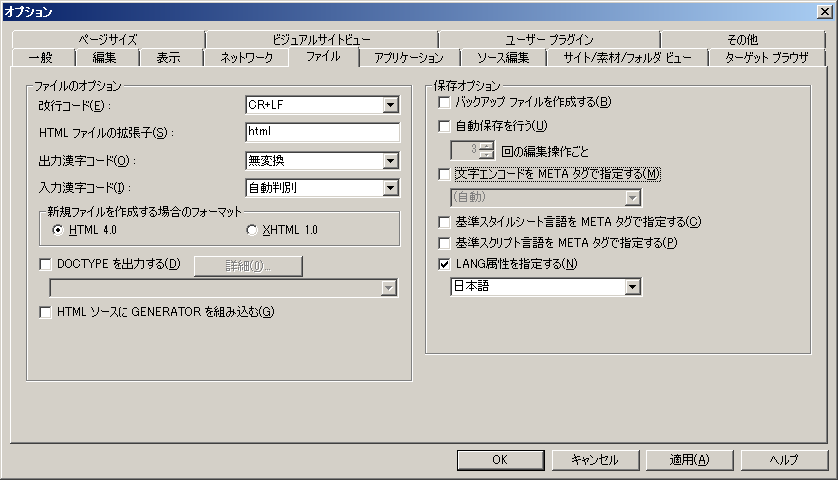 オプション
ページサイズ
ビジュアルサイトビュー
ユーザー プラグイン
その他
一般
編集
表示
ネットワーク
ファイル
アプリケーション
ソース編集
サイト/素材/フォルダ ビュー
ターゲット ブラウザ
ファイルのオプション
改行コード(E):
CR+LF
HTML ファイルの拡張子(S):
html
出力漢字コード(O):
無変換
入力漢字コード(I):
自動判別
新規ファイルを作成する場合のフォーマット
HTML 4.0
XHTML 1.0
DOCTYPE を出力する(D)
詳細(0)...
HTML ソースに GENERATOR を組み込む(G)
保存オプション
バックアップ ファイルを作成する(B)
自動保存を行う(U)
3
回の編集操作ごと
文字エンコードを META タグで指定する(M)
(自動)
基準スタイルシート言語を META タグで指定する(C)
基準スクリプト言語を META タグで指定する(P)
LANG属性を指定する(N)
日本語
OK
キャンセル
適用(A)
ヘルプ